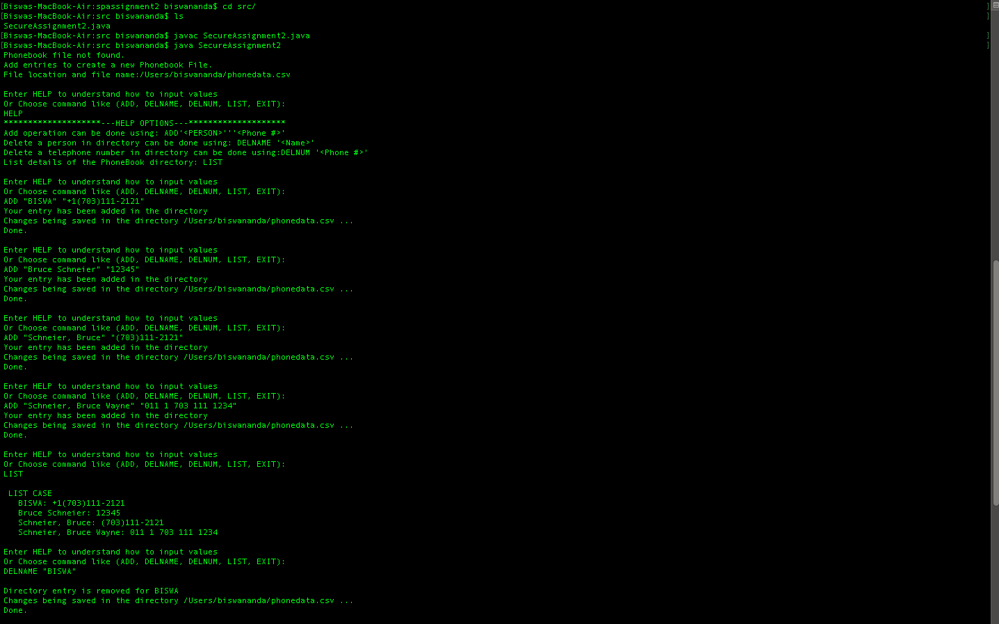 [Biswas-MacBook-Air:spassignment2 biswananda$ cd src/ ]
[Biswas-MacBook-Air:src biswananda$ ls ]
SecureAssignment2.java
[Biswas-MacBook-Air:src biswananda$ javac SecureAssignment2.java ]
[Biswas-MacBook-Air:src biswananda$ java SecureAssignment2 ]
Phonebook file not found.
Add entries to create a new Phonebook File.
File location and file name:/Users/biswananda/phonedata.csv
Enter HELP to understand how to input values
Or Choose command like (ADD, DELNAME, DELNUM, LIST, EXIT):
HELP
********************---HELP OPTIONS---********************
Add operation can be done using: ADD'<PERSON>'''<Phone #>'
Delete a person in directory can be done using: DELNAME '<Name>'
Delete a telephone number in directory can be done using:DELNUM '<Phone #>'
List details of the PhoneBook directory: LIST
Enter HELP to understand how to input values
Or Choose command like (ADD, DELNAME, DELNUM, LIST, EXIT):
ADD "BISWA" "+1(703)111-2121"
Your entry has been added in the directory
Changes being saved in the directory /Users/biswananda/phonedata.csv ...
Done.
Enter HELP to understand how to input values
Or Choose command like (ADD, DELNAME, DELNUM, LIST, EXIT):
ADD "Bruce Schneier" "12345"
Your entry has been added in the directory
Changes being saved in the directory /Users/biswananda/phonedata.csv ...
Done.
Enter HELP to understand how to input values
Or Choose command like (ADD, DELNAME, DELNUM, LIST, EXIT):
ADD "Schneier, Bruce" "(703)111-2121"
Your entry has been added in the directory
Changes being saved in the directory /Users/biswananda/phonedata.csv ...
Done.
Enter HELP to understand how to input values
Or Choose command like (ADD, DELNAME, DELNUM, LIST, EXIT):
ADD "Schneier, Bruce Wayne" "011 1 703 111 1234"
Your entry has been added in the directory
Changes being saved in the directory /Users/biswananda/phonedata.csv ...
Done.
Enter HELP to understand how to input values
Or Choose command like (ADD, DELNAME, DELNUM, LIST, EXIT):
LIST
LIST CASE
BISWA: +1(703)111-2121
Bruce Schneier: 12345
Schneier, Bruce: (703)111-2121
Schneier, Bruce Wayne: 011 1 703 111 1234
Enter HELP to understand how to input values
Or Choose command like (ADD, DELNAME, DELNUM, LIST, EXIT):
DELNAME "BISWA"
Directory entry is removed for BISWA
Changes being saved in the directory /Users/biswananda/phonedata.csv ...
Done.